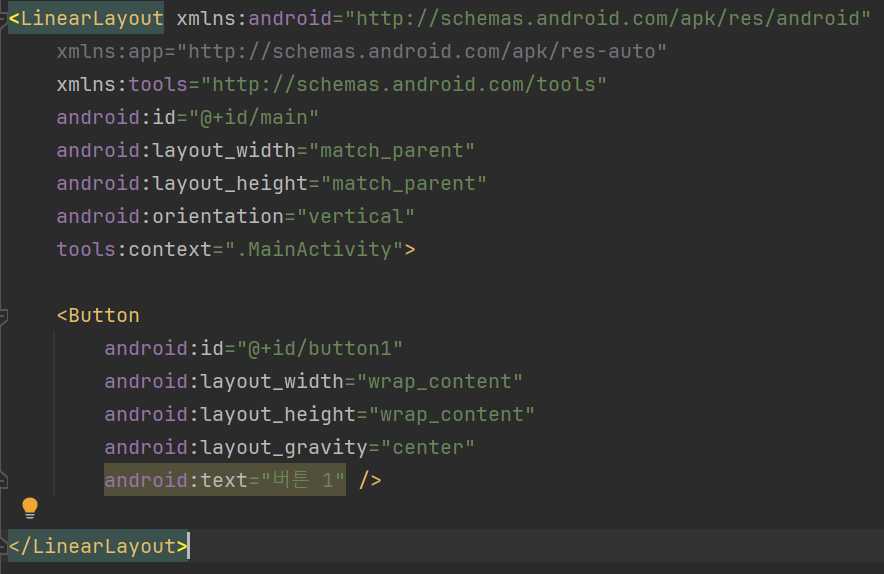 <LinearLayout xmlns:android="http://schemas.android.com/apk/res/android"
    xmlns:app="http://schemas.android.com/apk/res-auto"
    xmlns:tools="http://schemas.android.com/tools"
    android:id="@+id/main"
    android:layout_width="match_parent"
    android:layout_height="match_parent"
    android:orientation="vertical"
    tools:context=".MainActivity">

    <Button
        android:id="@+id/button1"
        android:layout_width="wrap_content"
        android:layout_height="wrap_content"
        android:layout_gravity="center"
        android:text="버튼 1" />

</LinearLayout>